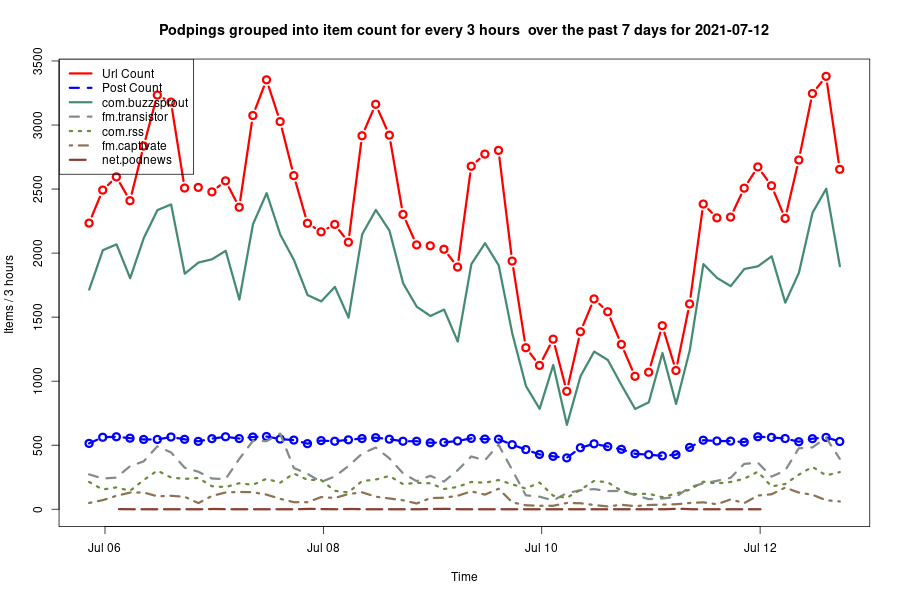 Podpings grouped into item count for every 3 hours  over the past 7 days for 2021-07-12
Url Count
Post Count
com.buzzsprout
fm.transistor
com.rss
fm.captivate
net.podnews
3500
3000
2500
2000
1500
1000
500
0
Items / 3 hours
Jul 06
Jul 08
Jul 10
Jul 12
Time